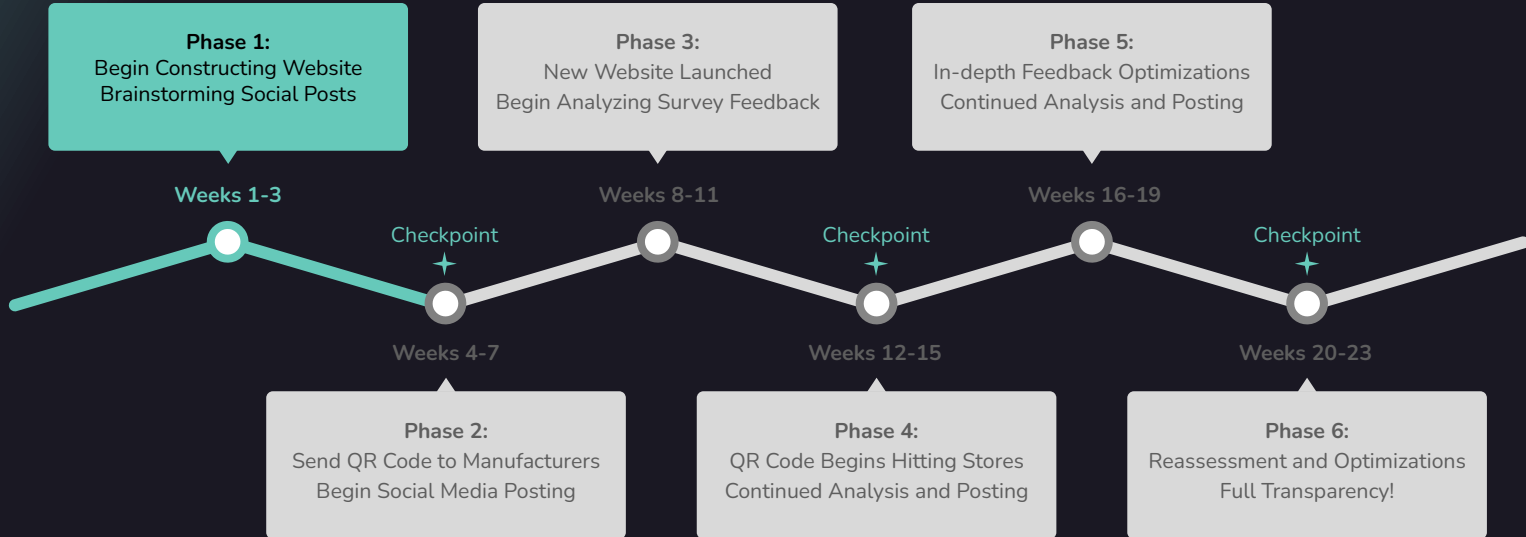 Phase 1:
Begin Constructing Website
Brainstorming Social Posts
Weeks 1-3
Checkpoint
Weeks 4-7
Phase 2:
Send QR Code to Manufacturers
Begin Social Media Posting
Phase 3:
New Website Launched
Begin Analyzing Survey Feedback
Weeks 8-11
Checkpoint
Weeks 12-15
Phase 4:
QR Code Begins Hitting Stores
Continued Analysis and Posting
Phase 5:
In-depth Feedback Optimizations
Continued Analysis and Posting
Weeks 16-19
Checkpoint
Weeks 20-23
Phase 6:
Reassessment and Optimizations
Full Transparency!